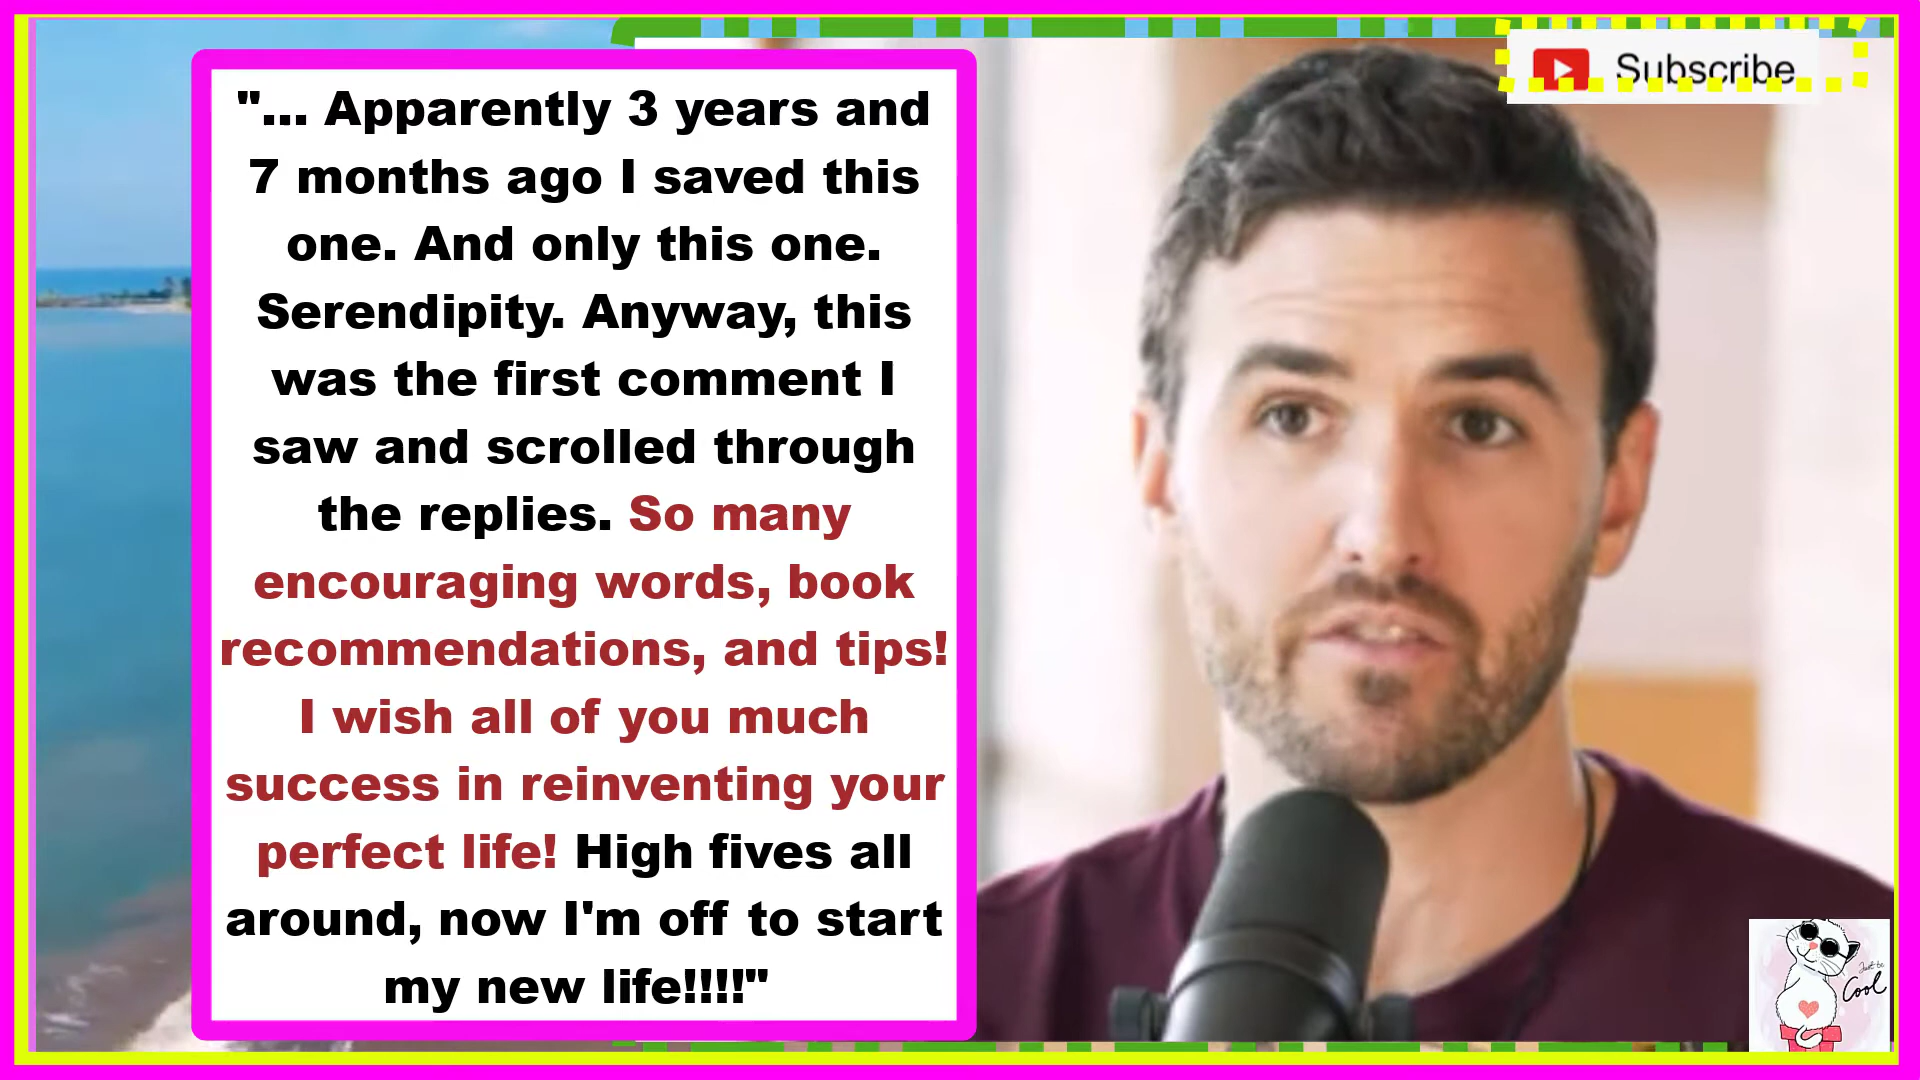 "... Apparently 3 years and
7 months ago I saved this
one. And only this one.
Serendipity. Anyway, this
was the first comment I
saw and scrolled through
the replies. So many
encouraging words, book
recommendations, and tips!
I wish all of you much
success in reinventing your
perfect life! High fives all
around, now I'm off to start
my new life!!!!"
Subscribe
Just be
Cool